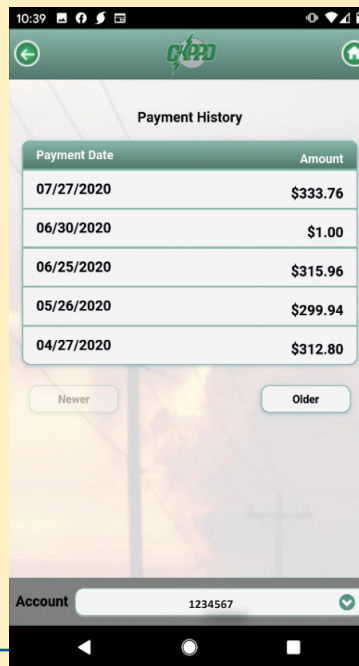 10:39
CKPPD
Payment History
Payment Date Amount
07/27/2020 $333.76
06/30/2020 $1.00
06/25/2020 $315.96
05/26/2020 $299.94
04/27/2020 $312.80
Newer Older
Account 1234567